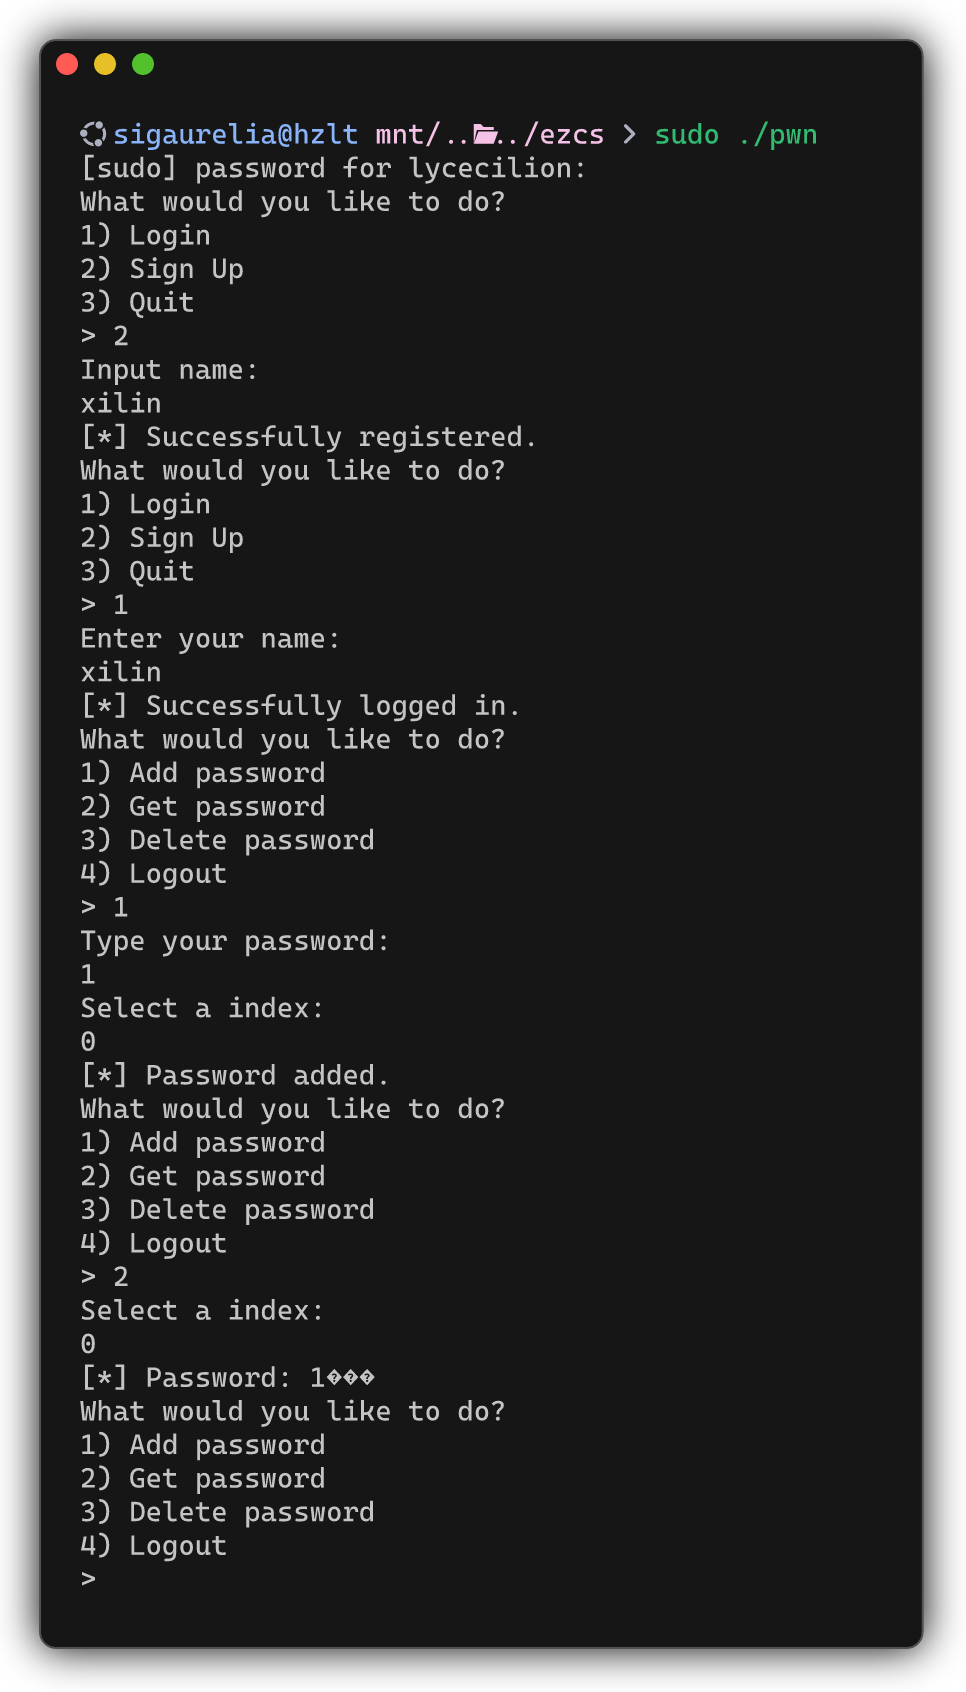 sigaurelia@hzlt mnt/..../ezcs > sudo ./pwn
[sudo] password for lycecilion:
What would you like to do?
1) Login
2) Sign Up
3) Quit
> 2
Input name:
xilin
[*] Successfully registered.
What would you like to do?
1) Login
2) Sign Up
3) Quit
> 1
Enter your name:
xilin
[*] Successfully logged in.
What would you like to do?
1) Add password
2) Get password
3) Delete password
4) Logout
> 1
Type your password:
1
Select a index:
0
[*] Password added.
What would you like to do?
1) Add password
2) Get password
3) Delete password
4) Logout
> 2
Select a index:
0
[*] Password: 1���
What would you like to do?
1) Add password
2) Get password
3) Delete password
4) Logout
>